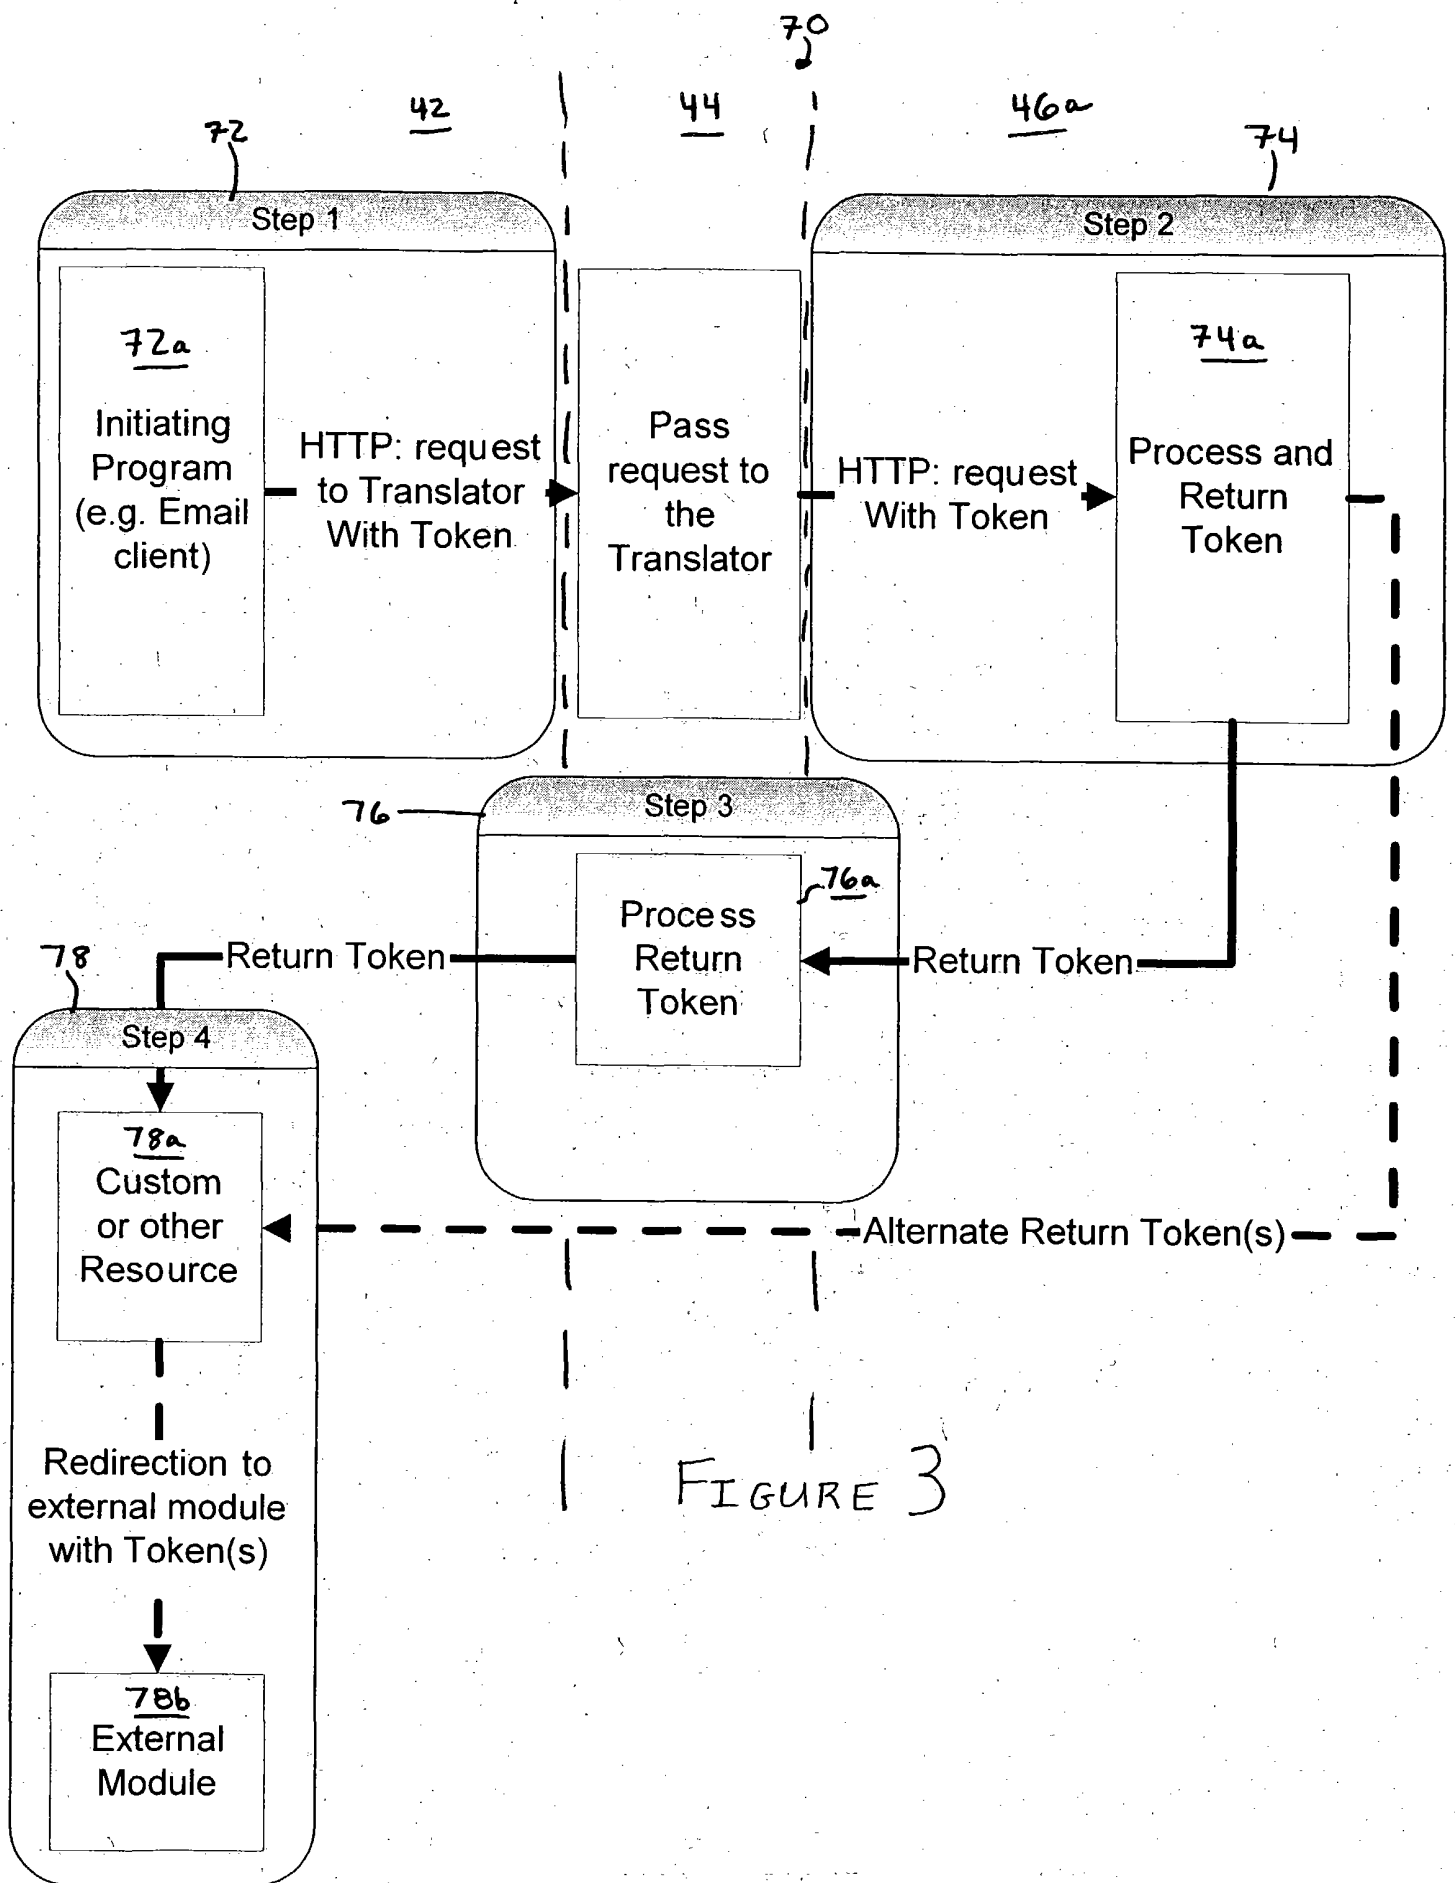 70
42
44
46a
72
74
Step 1
Step 2
72a
Initiating
Program
(e.g. Email
client)
HTTP: request
to Translator
With Token
Pass
request to
the
Translator
HTTP: request
With Token
74a
Process and
Return
Token
76
Step 3
76a
Process
Return
Token
Return Token
Return Token
78
Step 4
78a
Custom
or other
Resource
Alternate Return Token(s)
Redirection to
external module
with Token(s)
78b
External
Module
FIGURE 3